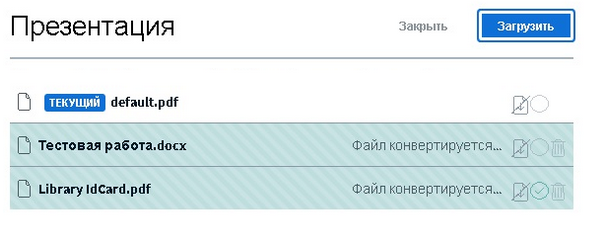 Презентация Закрыть Загрузить
ТЕКУЩИЙ default.pdf
Тестовая работа.docx Файл конвертируется...
Library IdCard.pdf Файл конвертируется...